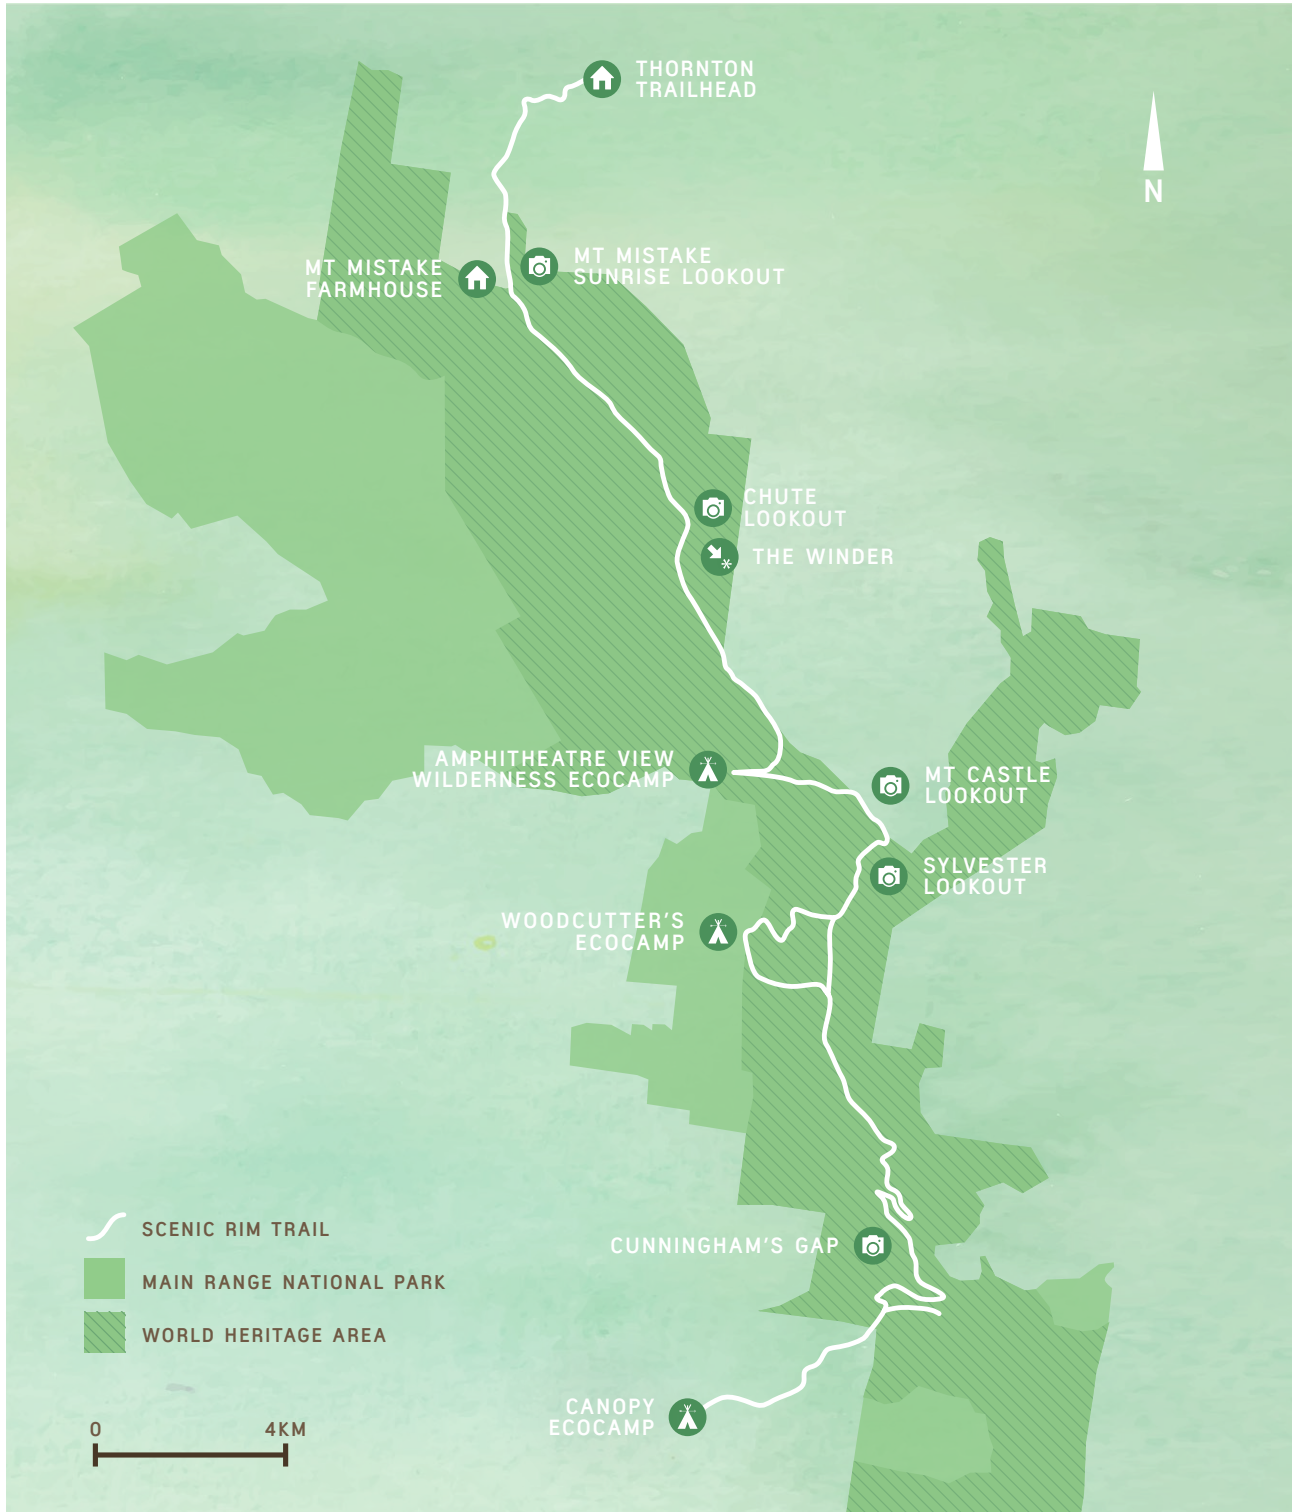 THORNTON
TRAILHEAD
N
MT MISTAKE
SUNRISE LOOKOUT
MT MISTAKE
FARMHOUSE
CHUTE
LOOKOUT
THE WINDER
AMPHITHEATRE VIEW
WILDERNESS ECOCAMP
MT CASTLE
LOOKOUT
SYLVESTER
LOOKOUT
WOODCUTTER'S
ECOCAMP
SCENIC RIM TRAIL
CUNNINGHAM'S GAP
MAIN RANGE NATIONAL PARK
WORLD HERITAGE AREA
CANOPY
ECOCAMP
0 4KM